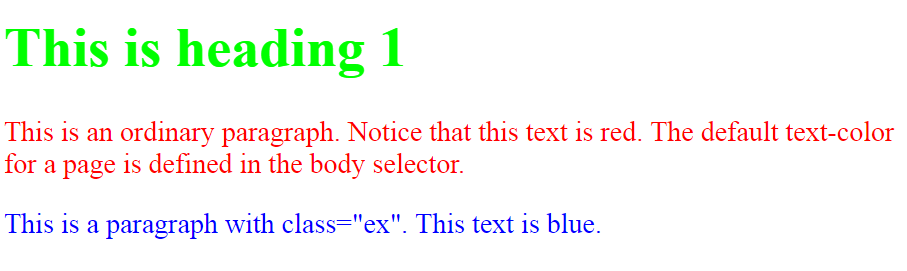 This is heading 1
This is an ordinary paragraph. Notice that this text is red. The default text-color
for a page is defined in the body selector.
This is a paragraph with class="ex". This text is blue.